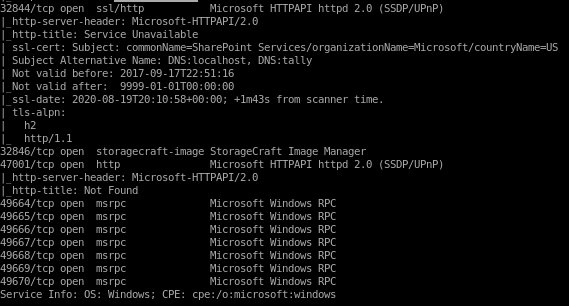 32844/tcp open  ssl/http           Microsoft HTTPAPI httpd 2.0 (SSDP/UPnP)
|_http-server-header: Microsoft-HTTPAPI/2.0
|_http-title: Service Unavailable
| ssl-cert: Subject: commonName=SharePoint Services/organizationName=Microsoft/countryName=US
| Subject Alternative Name: DNS:localhost, DNS:tally
| Not valid before: 2017-09-17T22:51:16
|_Not valid after:  9999-01-01T00:00:00
|_ssl-date: 2020-08-19T20:10:58+00:00; +1m43s from scanner time.
| tls-alpn:
|   h2
|_  http/1.1
32846/tcp open  storagecraft-image StorageCraft Image Manager
47001/tcp open  http               Microsoft HTTPAPI httpd 2.0 (SSDP/UPnP)
|_http-server-header: Microsoft-HTTPAPI/2.0
|_http-title: Not Found
49664/tcp open  msrpc              Microsoft Windows RPC
49665/tcp open  msrpc              Microsoft Windows RPC
49666/tcp open  msrpc              Microsoft Windows RPC
49667/tcp open  msrpc              Microsoft Windows RPC
49668/tcp open  msrpc              Microsoft Windows RPC
49669/tcp open  msrpc              Microsoft Windows RPC
49670/tcp open  msrpc              Microsoft Windows RPC
Service Info: OS: Windows; CPE: cpe:/o:microsoft:windows